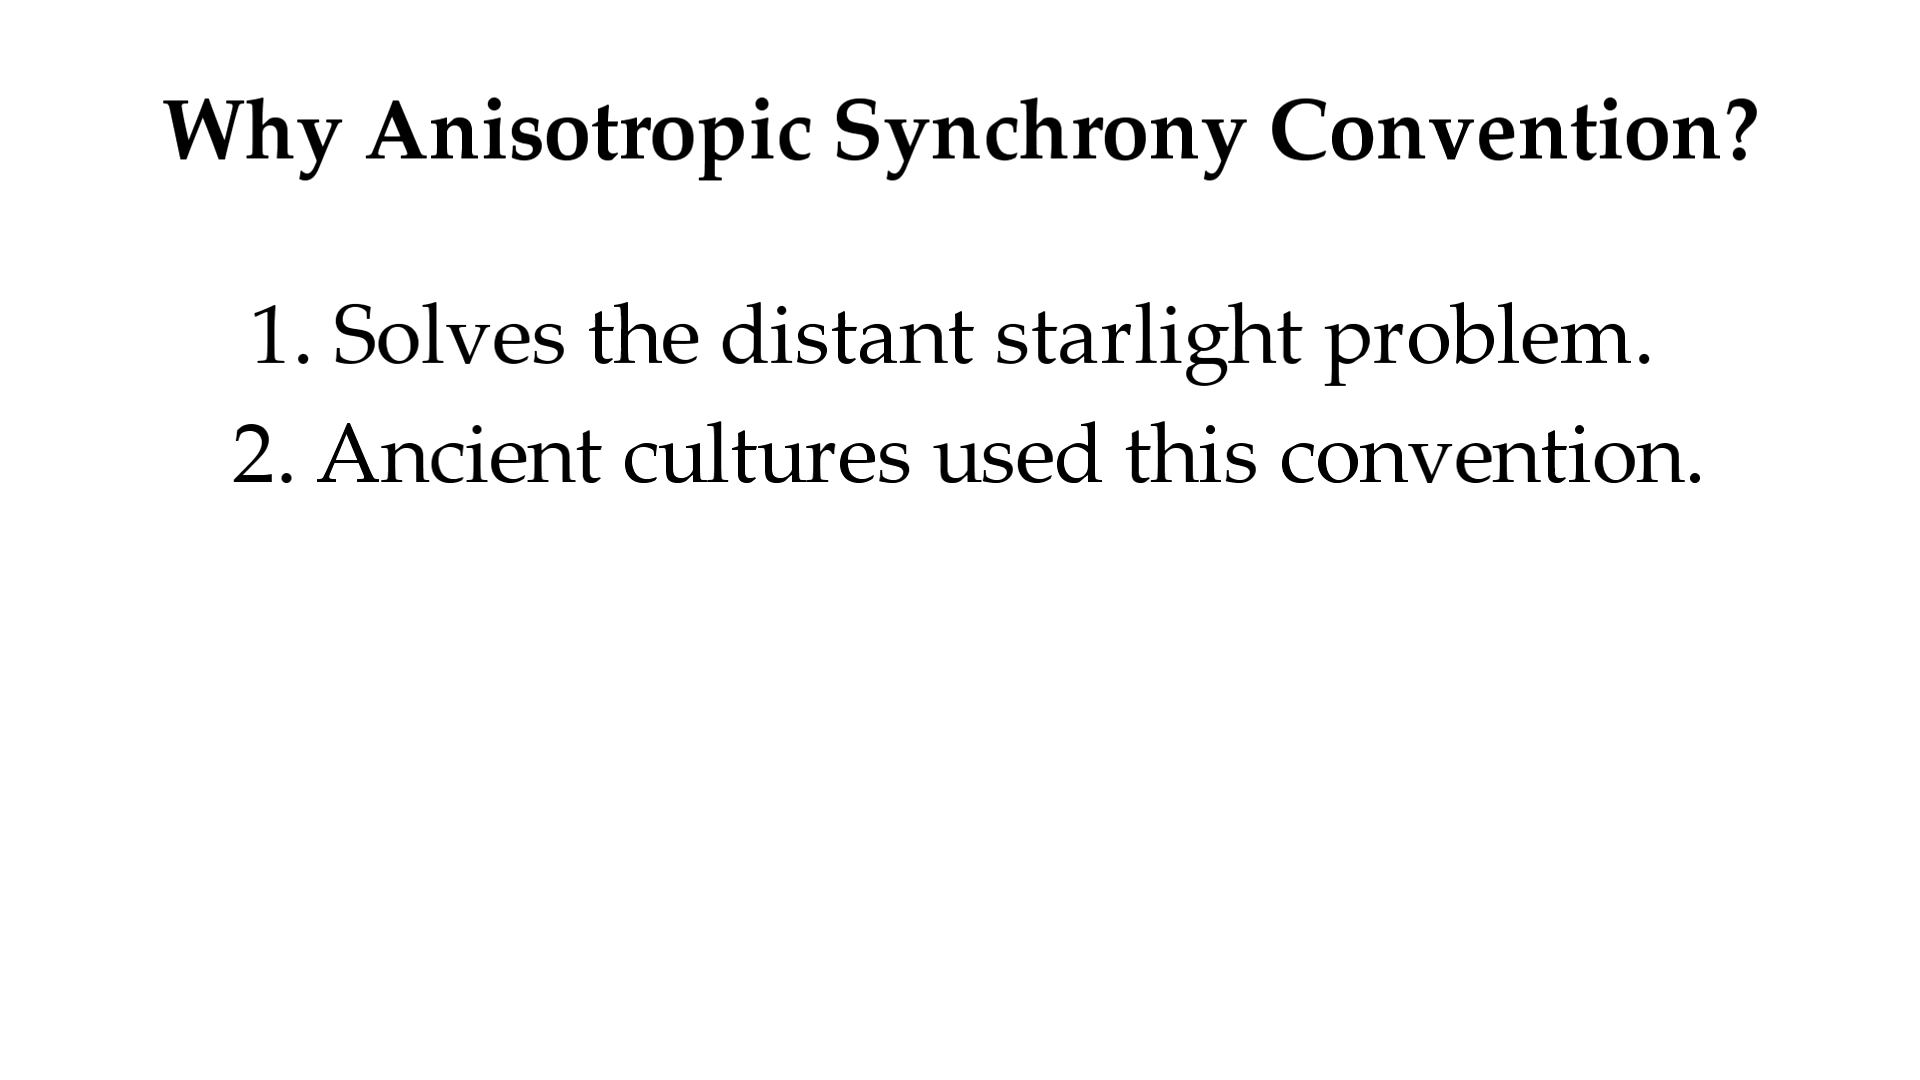 Why Anisotropic Synchrony Convention?
1. Solves the distant starlight problem.
2. Ancient cultures used this convention.